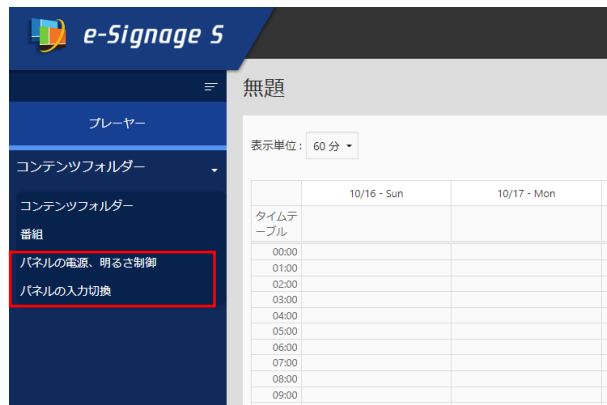 e-Signage S
無題
プレーヤー
表示単位： 60 分
コンテンツフォルダー
10/16 - Sun 10/17 - Mon
コンテンツフォルダー
タイムテ
ーブル
番組
パネルの電源、明るさ制御
パネルの入力切換
00:00
01:00
02:00
03:00
04:00
05:00
06:00
07:00
08:00
09:00